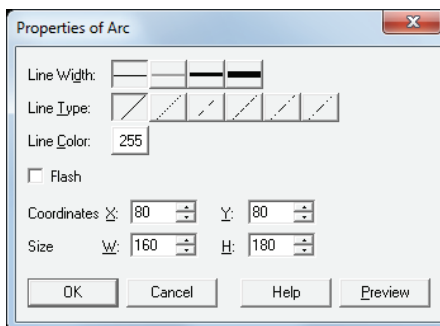 Properties of Arc
Line Width:
Line Type:
Line Color: 255
Flash
Coordinates X: 80 Y: 80
Size W: 160 H: 180
OK Cancel Help Preview